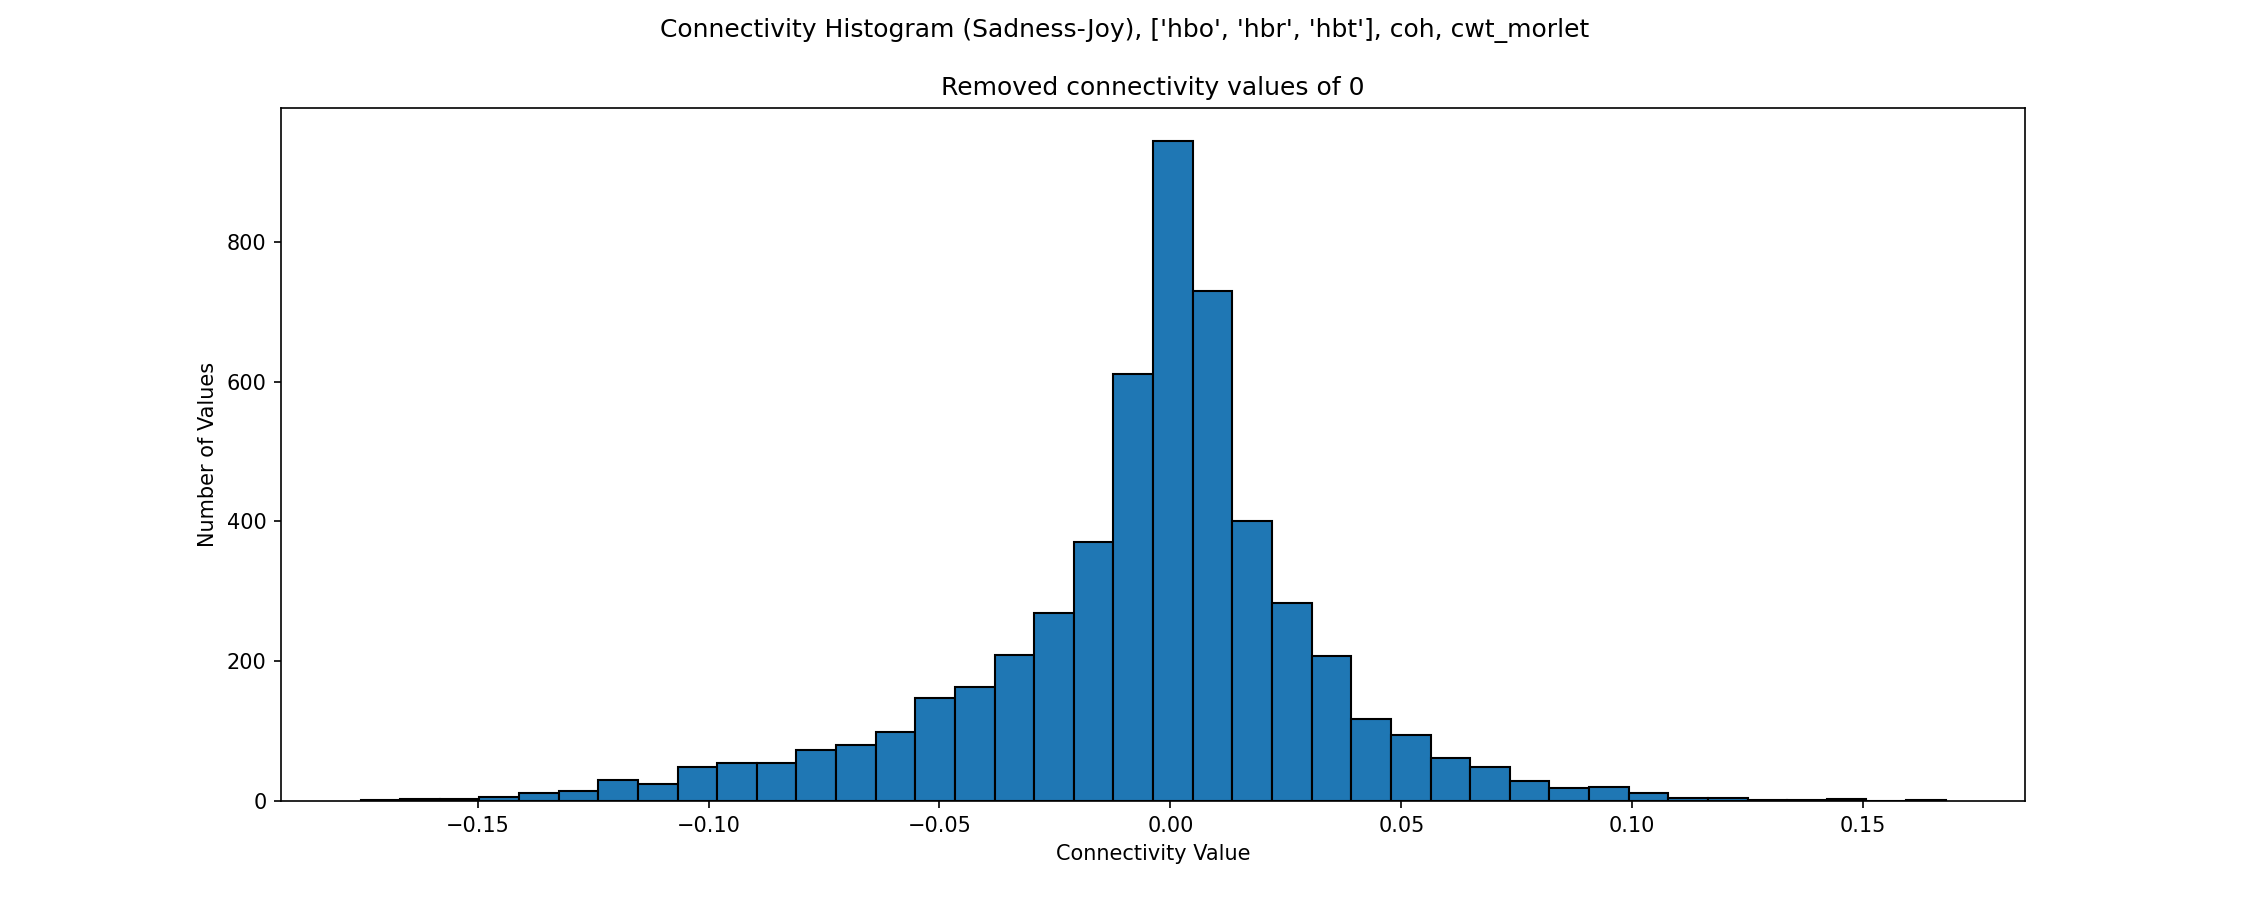 Connectivity Histogram (Sadness-Joy), ['hbo', 'hbr', 'hbt'], coh, cwt_morlet
Removed connectivity values of 0
Number of Values
800
600
400
200
0
−0.15 −0.10 −0.05 0.00 0.05 0.10 0.15
Connectivity Value